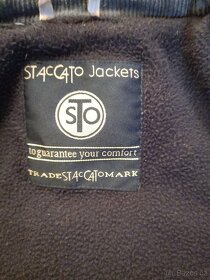 STACCATO Jackets
STO
to guarantee your comfort
TRADESTACCATOMARK